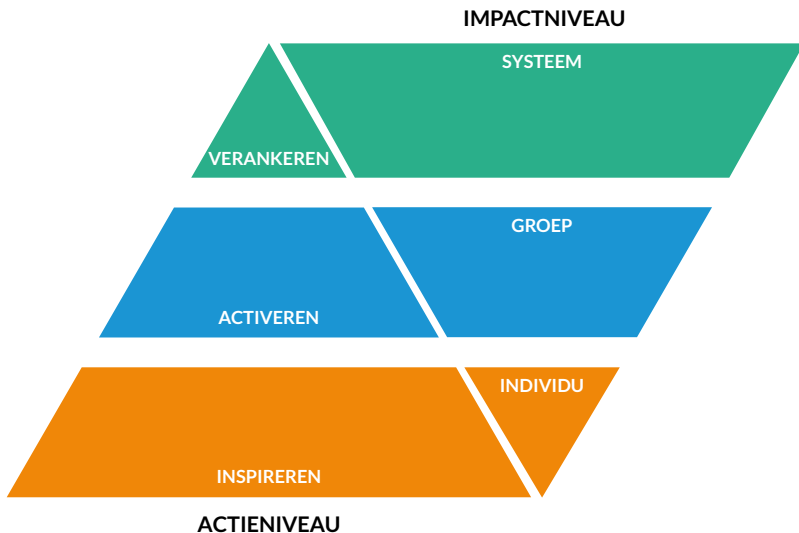 IMPACTNIVEAU
SYSTEEM
VERANKEREN
GROEP
ACTIVEREN
INDIVIDU
INSPIREREN
ACTIENIVEAU